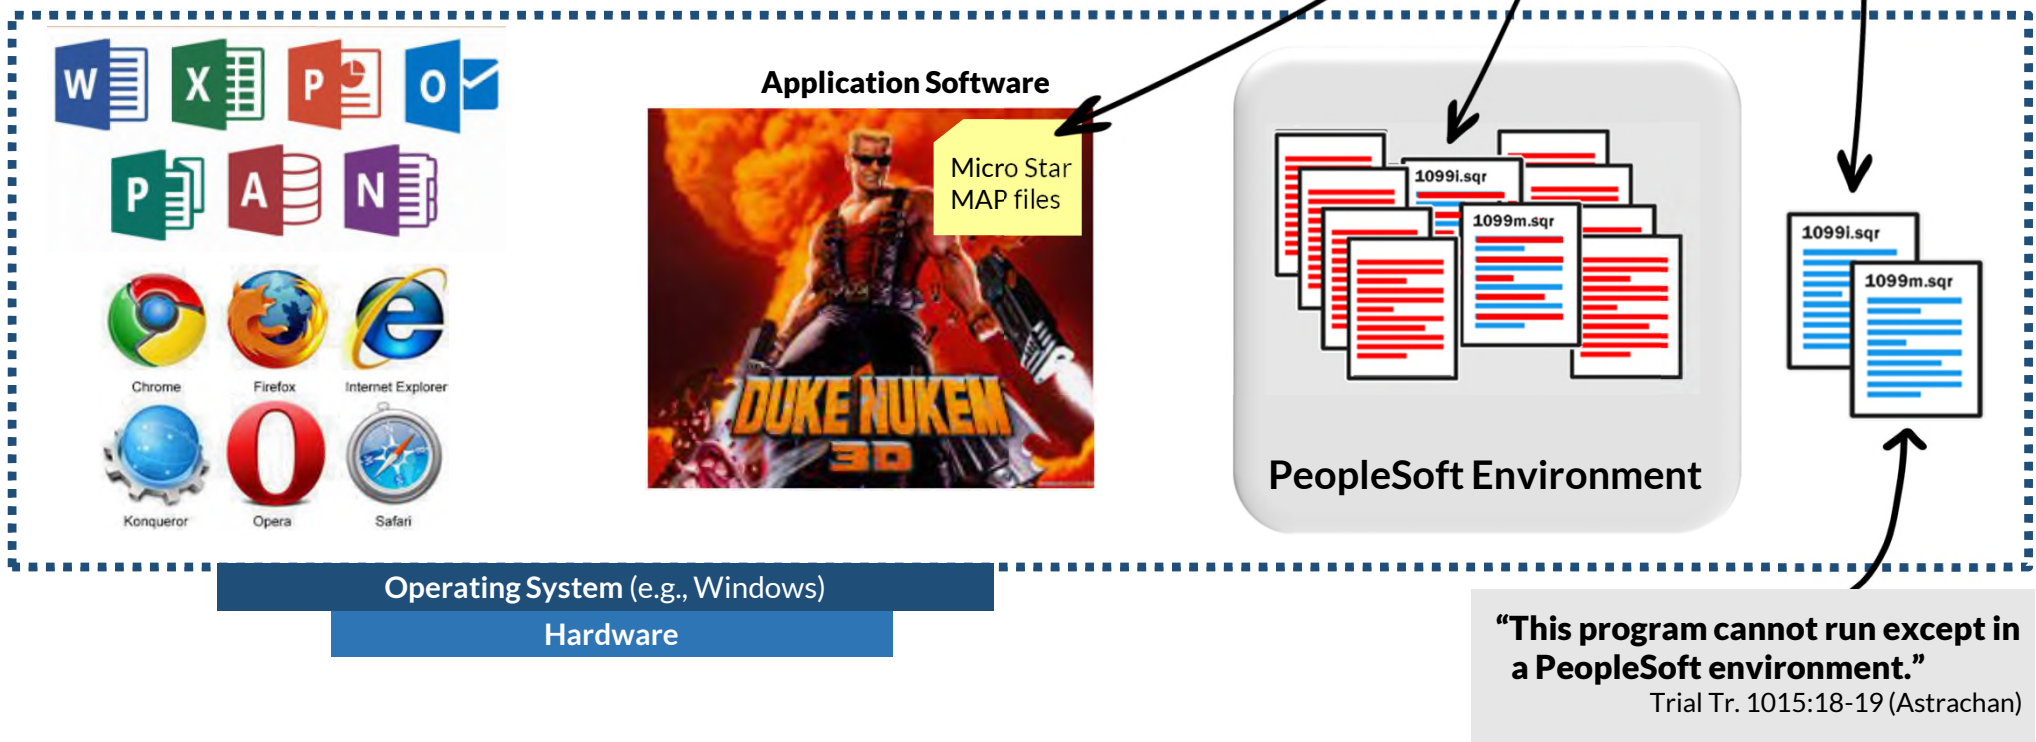 W
X
P
O
P
A
N
Chrome
Firefox
Internet Explorer
Konqueror
Opera
Safari
Application Software
Micro Star
MAP files
DUKE NUKEM
3D
1099i.sqr
1099m.sqr
PeopleSoft Environment
1099i.sqr
1099m.sqr
Operating System (e.g., Windows)
Hardware
“This program cannot run except in
a PeopleSoft environment.”
Trial Tr. 1015:18-19 (Astrachan)